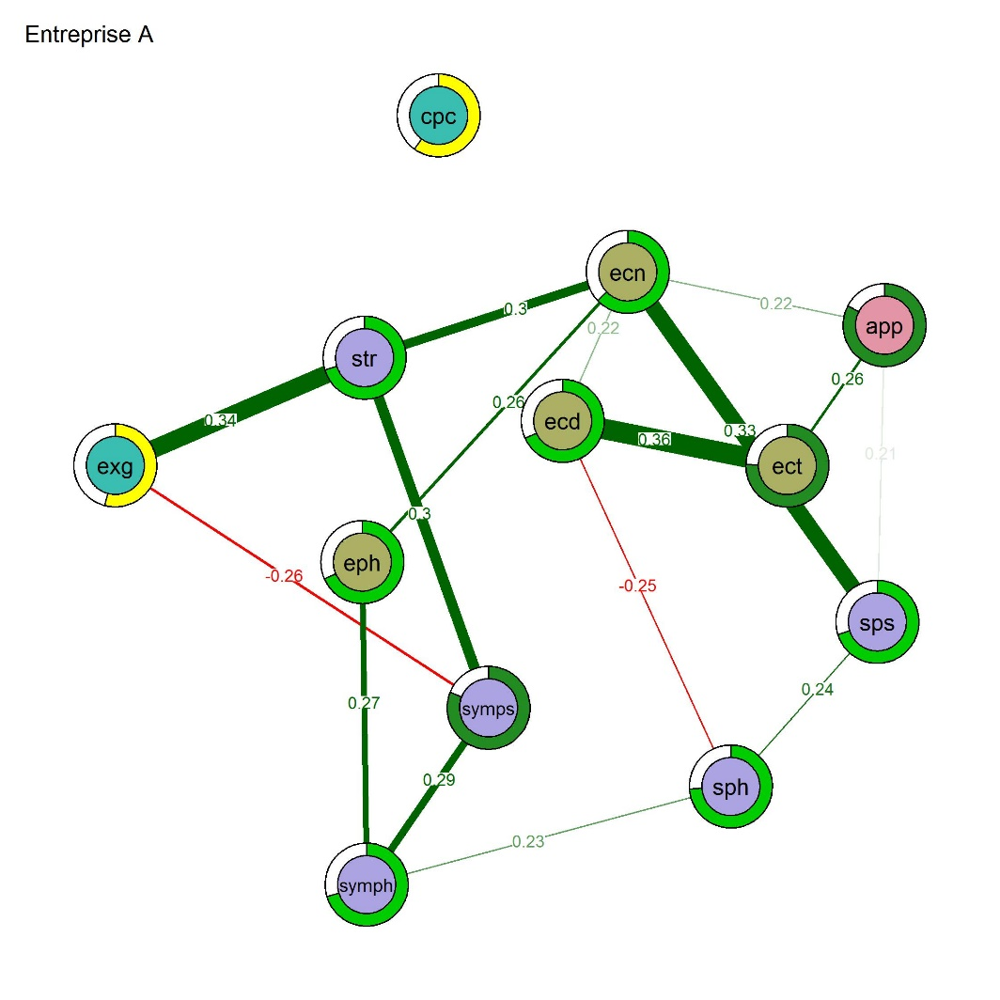 Entreprise A
cpc
ecn
0.3
0.22
app
0.22
str
0.26
0.26
0.34
ecd
0.33
0.36
0.21
exg
ect
0.3
-0.26
eph
-0.25
sps
0.27
symps
0.24
0.29
sph
0.23
symph